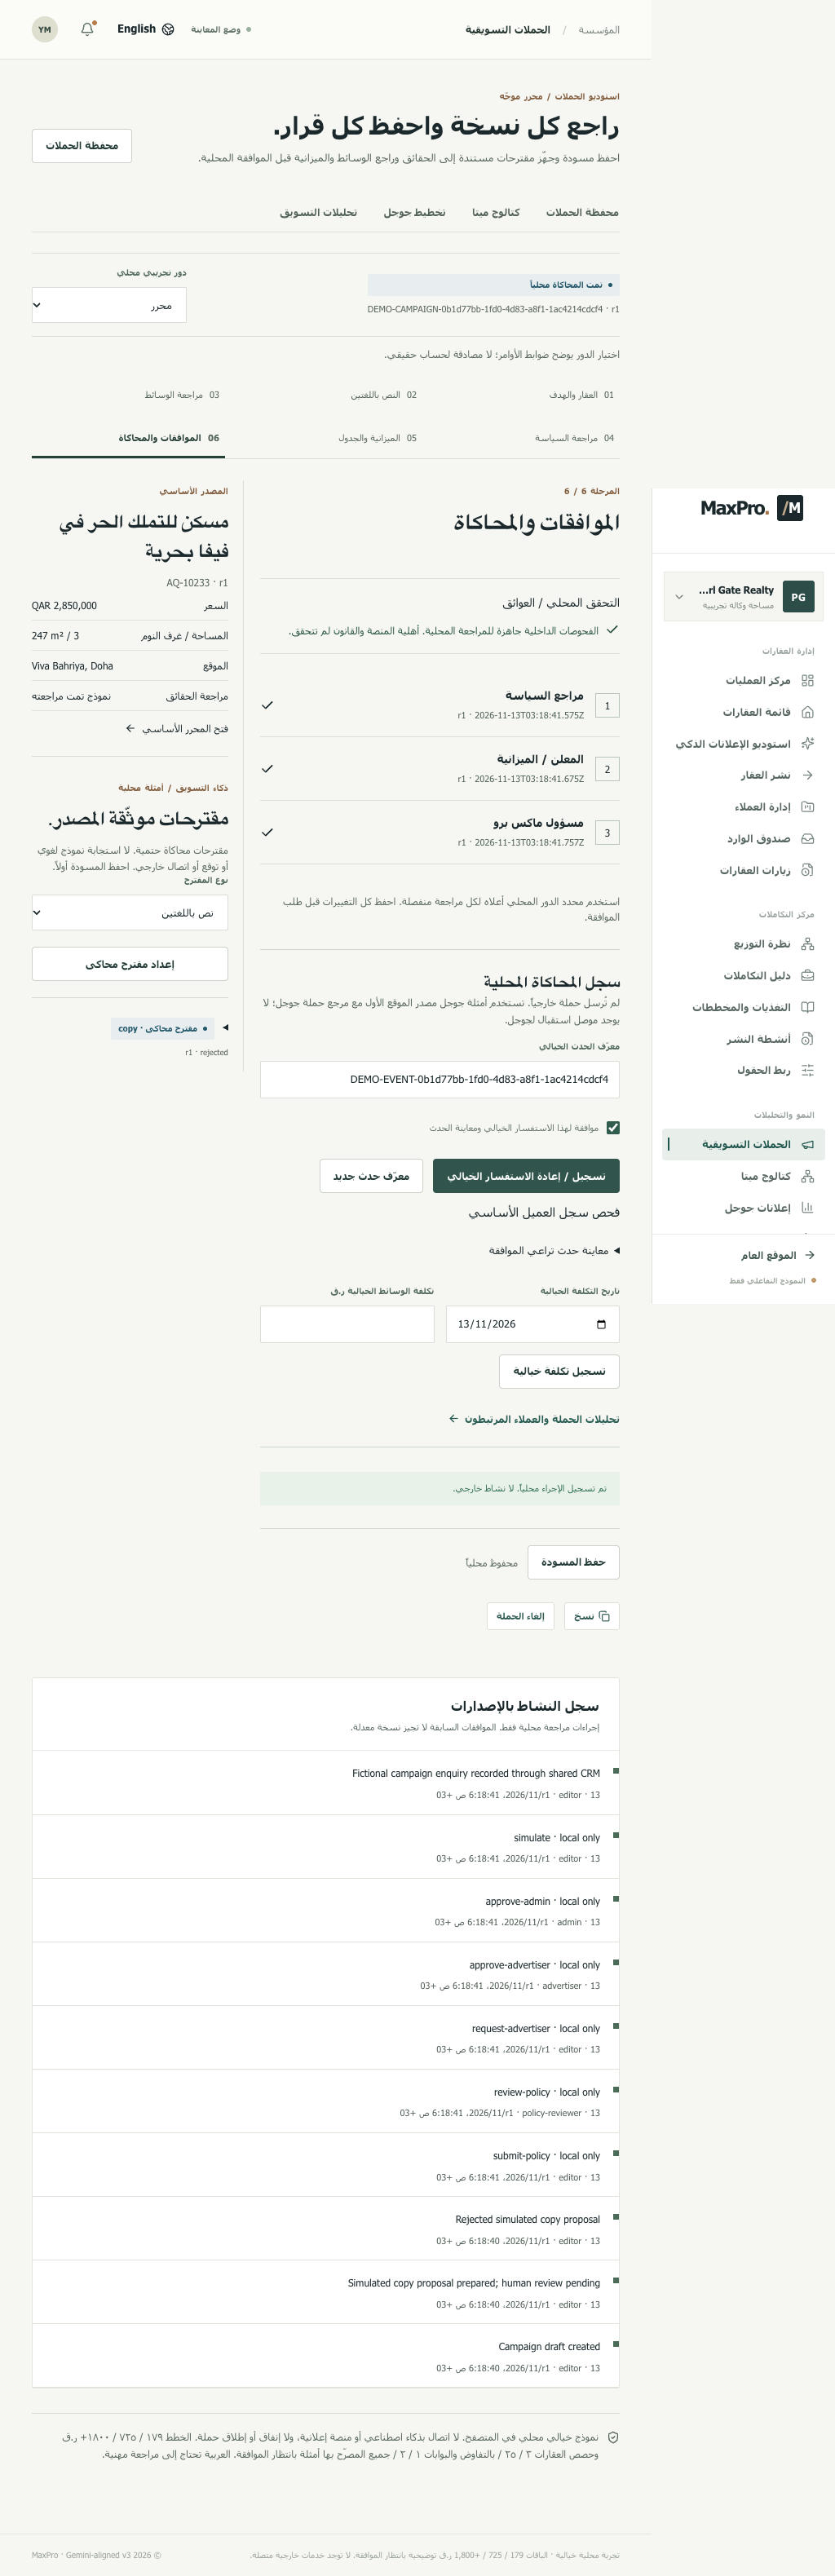 المؤسسة / الحملات التسويقية
وضع المعاينة
English
YM
استوديو الحملات / محرر موجّه
راجع كل نسخة واحفظ كل قرار.
احفظ مسودة وجهّز مقترحات مستندة إلى الحقائق وراجع الوسائط والميزانية قبل الموافقة المحلية.
محفظة الحملات
محفظة الحملات
كتالوج ميتا
تخطيط جوجل
تحليلات التسويق
تمت المحاكاة محلياً
DEMO-CAMPAIGN-0b1d77bb-1fd0-4d83-a8f1-1ac4214cdcf4 · r1
دور تجريبي محلي
محرر
اختيار الدور يوضح ضوابط الأوامر؛ لا مصادقة لحساب حقيقي.
01 العقار والهدف
02 النص باللغتين
03 مراجعة الوسائط
04 مراجعة السياسة
05 الميزانية والجدول
06 الموافقات والمحاكاة
المرحلة 6 / 6
الموافقات والمحاكاة
التحقق المحلي / العوائق
الفحوصات الداخلية جاهزة للمراجعة المحلية. أهلية المنصة والقانون لم تتحقق.
1 مراجع السياسة
r1 · 2026-11-13T03:18:41.575Z
2 المعلن / الميزانية
r1 · 2026-11-13T03:18:41.675Z
3 مسؤول ماكس برو
r1 · 2026-11-13T03:18:41.757Z
استخدم محدد الدور المحلي أعلاه لكل مراجعة منفصلة. احفظ كل التغييرات قبل طلب
الموافقة.
سجل المحاكاة المحلية
لم تُرسل حملة خارجياً. تستخدم أمثلة جوجل مصدر الموقع الأول مع مرجع حملة جوجل؛ لا
يوجد موصل استقبال لجوجل.
معرّف الحدث الخيالي
DEMO-EVENT-0b1d77bb-1fd0-4d83-a8f1-1ac4214cdcf4
موافقة لهذا الاستفسار الخيالي ومعاينة الحدث
تسجيل / إعادة الاستفسار الخيالي
معرّف حدث جديد
فحص سجل العميل الأساسي
معاينة حدث تراعي الموافقة
تاريخ التكلفة الخيالية
13/11/2026
تكلفة الوسائط الخيالية ر.ق
تسجيل تكلفة خيالية
تحليلات الحملة والعملاء المرتبطون
تم تسجيل الإجراء محلياً. لا نشاط خارجي.
حفظ المسودة
محفوظ محلياً
نسخ
إلغاء الحملة
المصدر الأساسي
مسكن للتملك الحر في
فيفا بحرية
AQ-10233 · r1
السعر QAR 2,850,000
المساحة / غرف النوم 247 m² / 3
الموقع Viva Bahriya, Doha
مراجعة الحقائق نموذج تمت مراجعته
فتح المحرر الأساسي
ذكاء التسويق / أمثلة محلية
مقترحات موثّقة المصدر.
مقترحات محاكاة حتمية. لا استجابة نموذج لغوي
أو توقع أو اتصال خارجي. احفظ المسودة أولاً.
نوع المقترح
نص باللغتين
إعداد مقترح محاكى
مقترح محاكى · copy
r1 · rejected
سجل النشاط بالإصدارات
إجراءات مراجعة محلية فقط. الموافقات السابقة لا تجيز نسخة معدلة.
Fictional campaign enquiry recorded through shared CRM
r1 · editor · 13/11/2026، 6:18:41 ص +03
simulate · local only
r1 · editor · 13/11/2026، 6:18:41 ص +03
approve-admin · local only
r1 · admin · 13/11/2026، 6:18:41 ص +03
approve-advertiser · local only
r1 · advertiser · 13/11/2026، 6:18:41 ص +03
request-advertiser · local only
r1 · editor · 13/11/2026، 6:18:41 ص +03
review-policy · local only
r1 · policy-reviewer · 13/11/2026، 6:18:41 ص +03
submit-policy · local only
r1 · editor · 13/11/2026، 6:18:41 ص +03
Rejected simulated copy proposal
r1 · editor · 13/11/2026، 6:18:40 ص +03
Simulated copy proposal prepared; human review pending
r1 · editor · 13/11/2026، 6:18:40 ص +03
Campaign draft created
r1 · editor · 13/11/2026، 6:18:40 ص +03
نموذج خيالي محلي في المتصفح. لا اتصال بذكاء اصطناعي أو منصة إعلانية، ولا إنفاق أو إطلاق حملة. الخطط ١٧٩ / ٧٢٥ / ١٨٠٠+ ر.ق
وحصص العقارات ٣ / ٢٥ / بالتفاوض والبوابات ١ / ٢ / جميع المصرّح بها أمثلة بانتظار الموافقة. العربية تحتاج إلى مراجعة مهنية.
تجربة محلية خيالية · الباقات 179 / 725 / +1,800 ر.ق توضيحية بانتظار الموافقة. لا توجد خدمات خارجية متصلة.
© 2026 MaxPro · Gemini-aligned v3
/M MaxPro.
PG
...rl Gate Realty
مساحة وكالة تجريبية
إدارة العقارات
مركز العمليات
قائمة العقارات
استوديو الإعلانات الذكي
نشر العقار
إدارة العملاء
صندوق الوارد
زيارات العقارات
مركز التكاملات
نظرة التوزيع
دليل التكاملات
التغذيات والمخططات
أنشطة النشر
ربط الحقول
النمو والتحليلات
الحملات التسويقية
كتالوج ميتا
إعلانات جوجل
الموقع العام
النموذج التفاعلي فقط